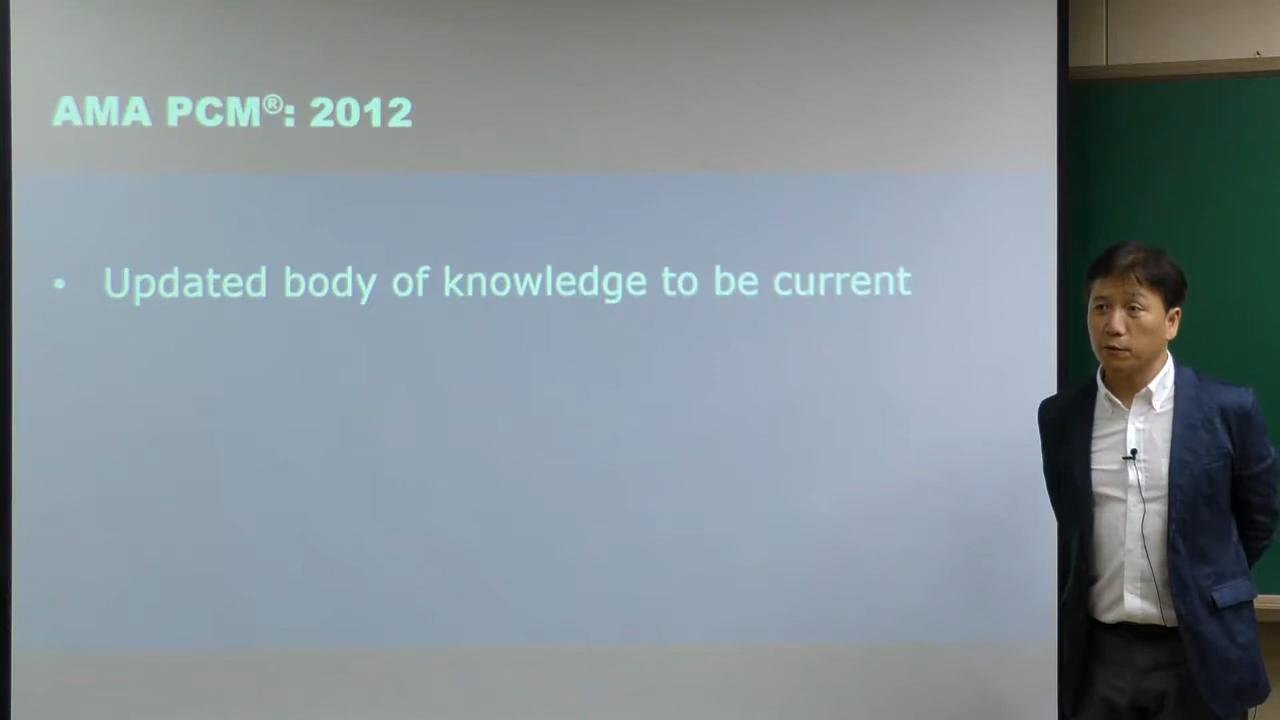 AMA PCM®: 2012
• Updated body of knowledge to be current